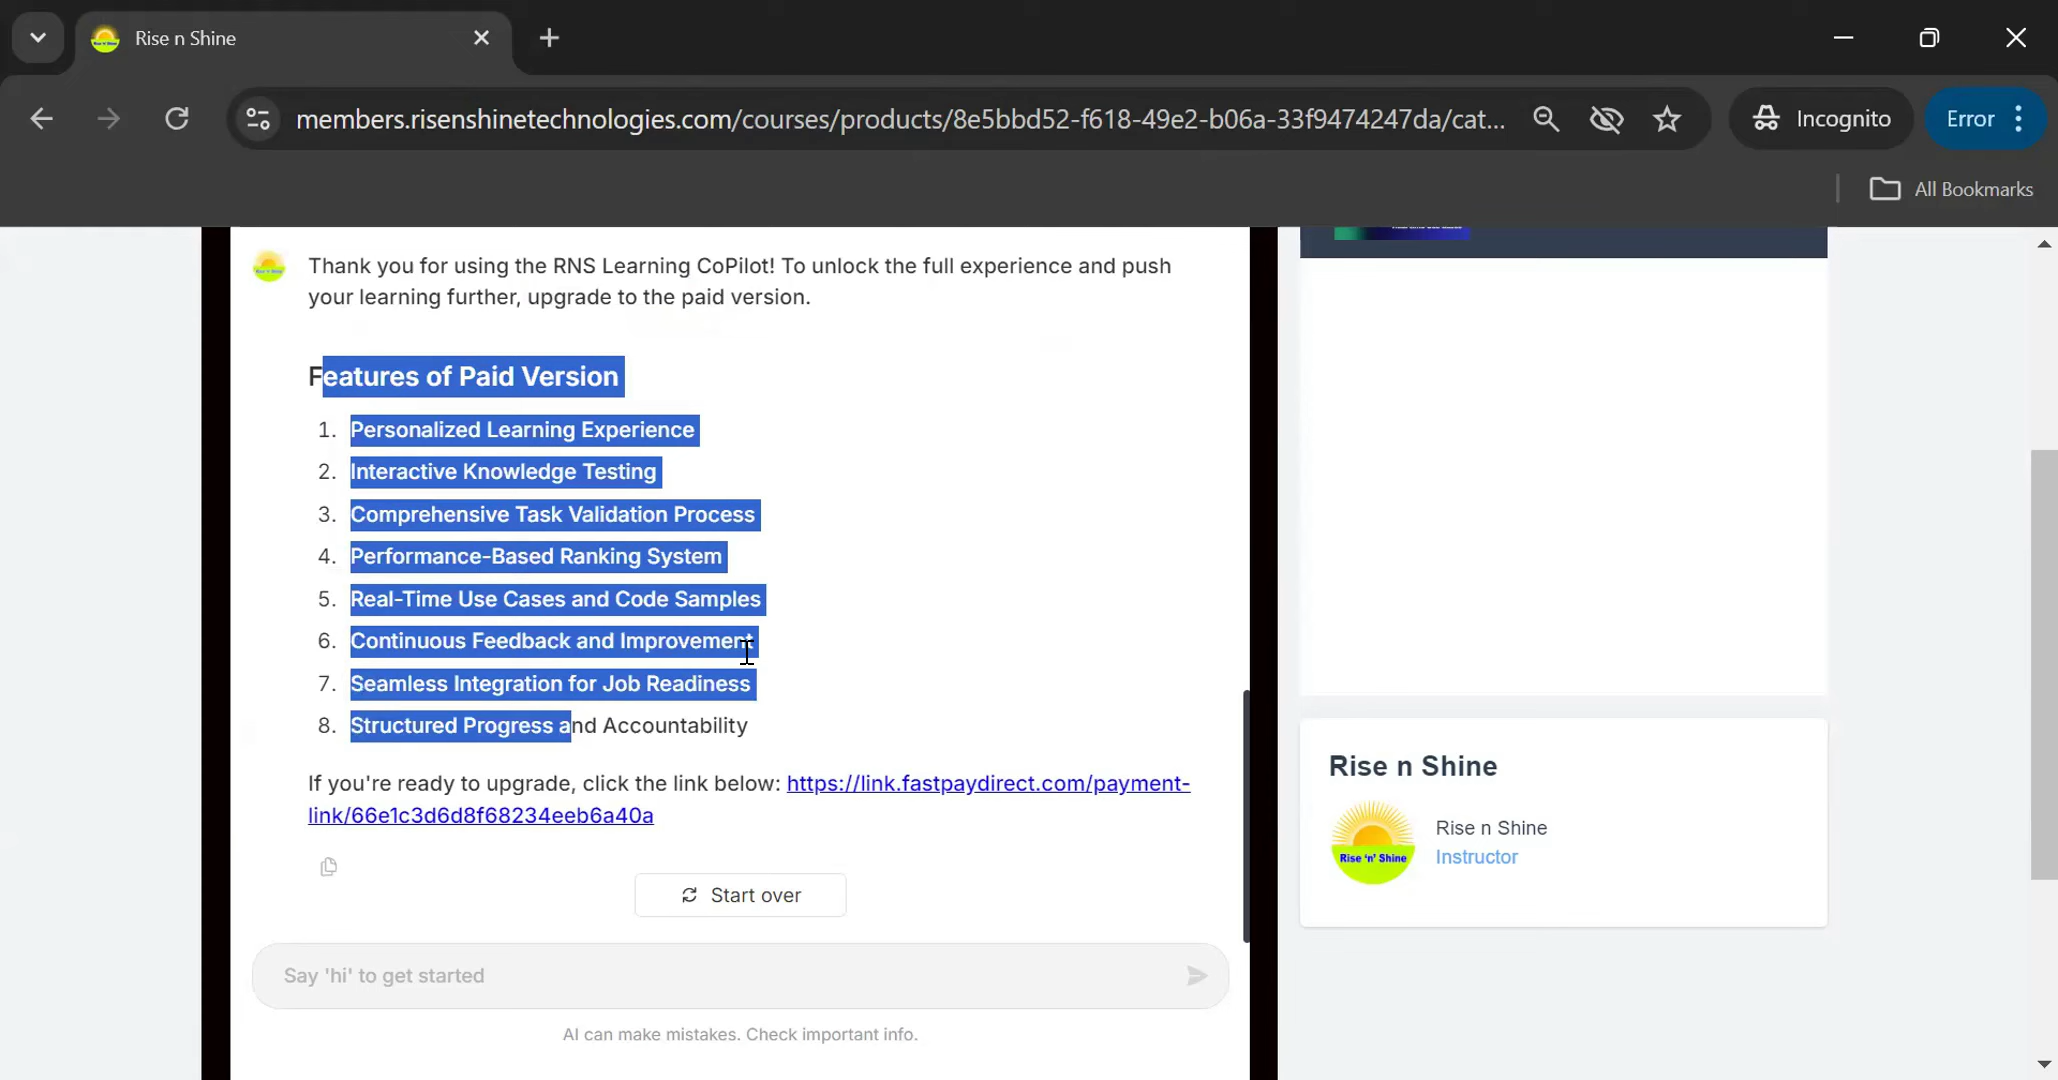 Rise n Shine
members.risenshinetechnologies.com/courses/products/8e5bbd52-f618-49e2-b06a-33f9474247da/cat...
Incognito
Error
All Bookmarks
Thank you for using the RNS Learning CoPilot! To unlock the full experience and push
your learning further, upgrade to the paid version.
Features of Paid Version
1. Personalized Learning Experience
2. Interactive Knowledge Testing
3. Comprehensive Task Validation Process
4. Performance-Based Ranking System
5. Real-Time Use Cases and Code Samples
6. Continuous Feedback and Improvement
7. Seamless Integration for Job Readiness
8. Structured Progress and Accountability
If you're ready to upgrade, click the link below: https://link.fastpaydirect.com/payment-
link/66e1c3d6d8f68234eeb6a40a
Start over
Say 'hi' to get started
AI can make mistakes. Check important info.
Rise n Shine
Rise 'n' Shine
Rise n Shine
Instructor